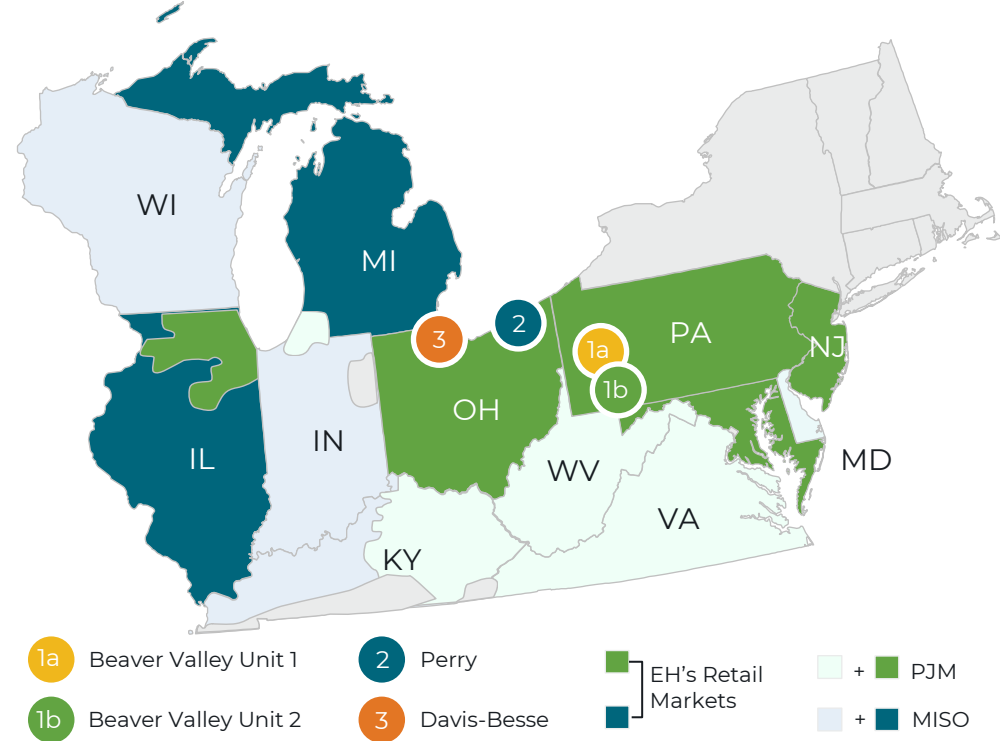 WI
MI
2
3
1a
PA
NJ
1b
OH
IN
IL
MD
WV
VA
KY
1a Beaver Valley Unit 1
2 Perry
EH's Retail
Markets
+ PJM
1b Beaver Valley Unit 2
3 Davis-Besse
+ MISO